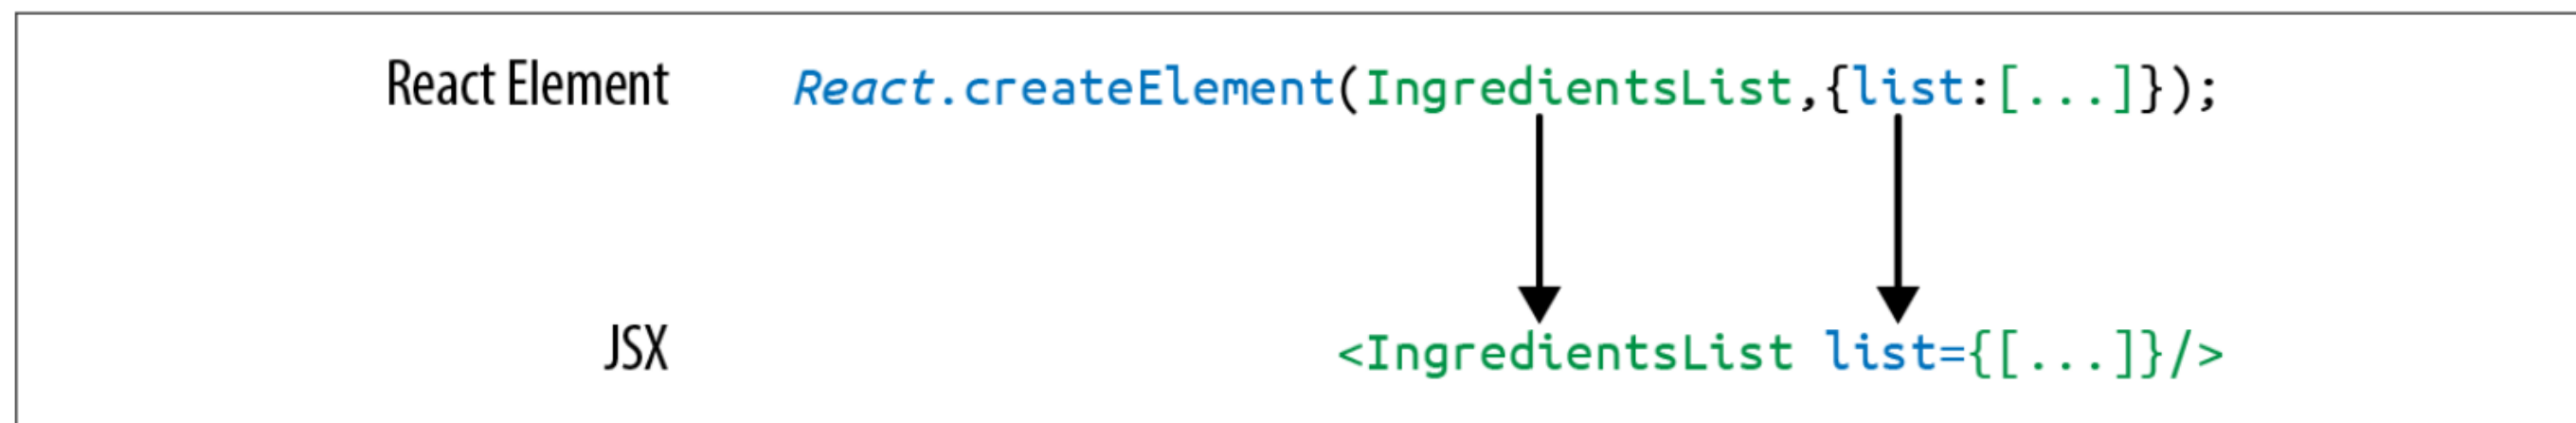 React Element React.createElement(IngredientsList,{list:[...]});
JSX <IngredientsList list={[...]}/>